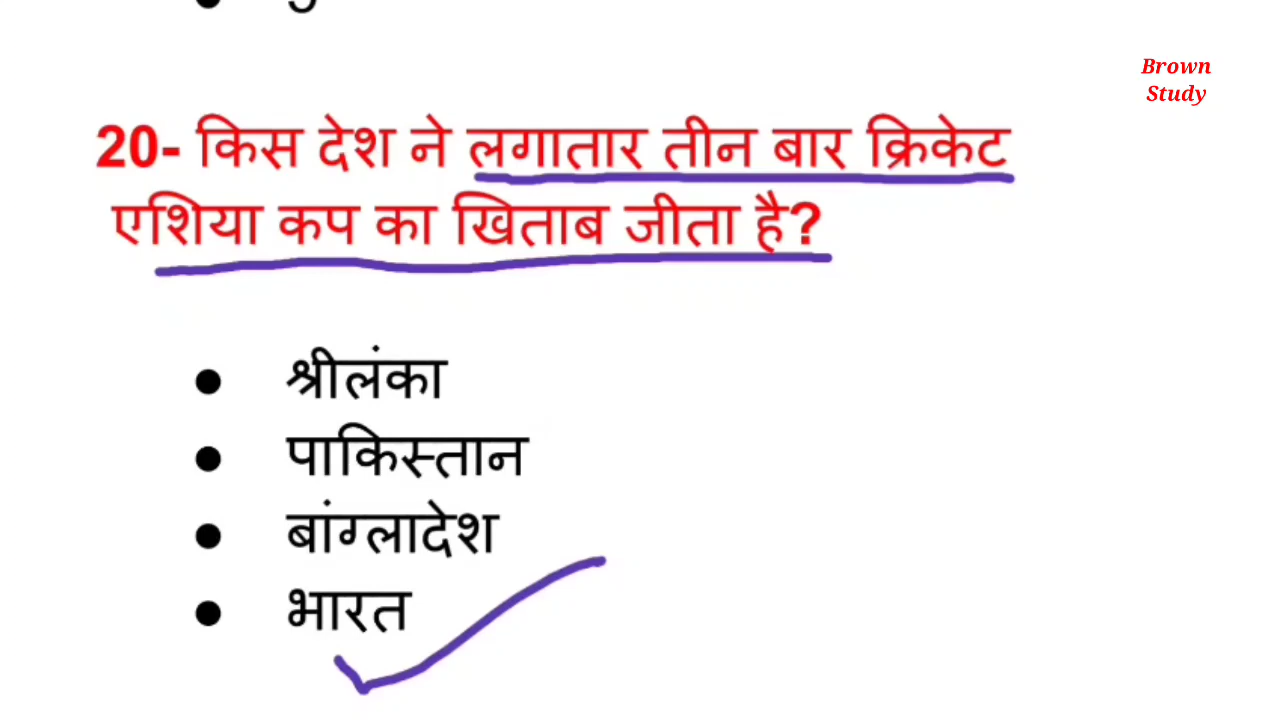 Brown
Study
20- किस देश ने लगातार तीन बार क्रिकेट
एशिया कप का खिताब जीता है?
● श्रीलंका
● पाकिस्तान
● बांग्लादेश
● भारत